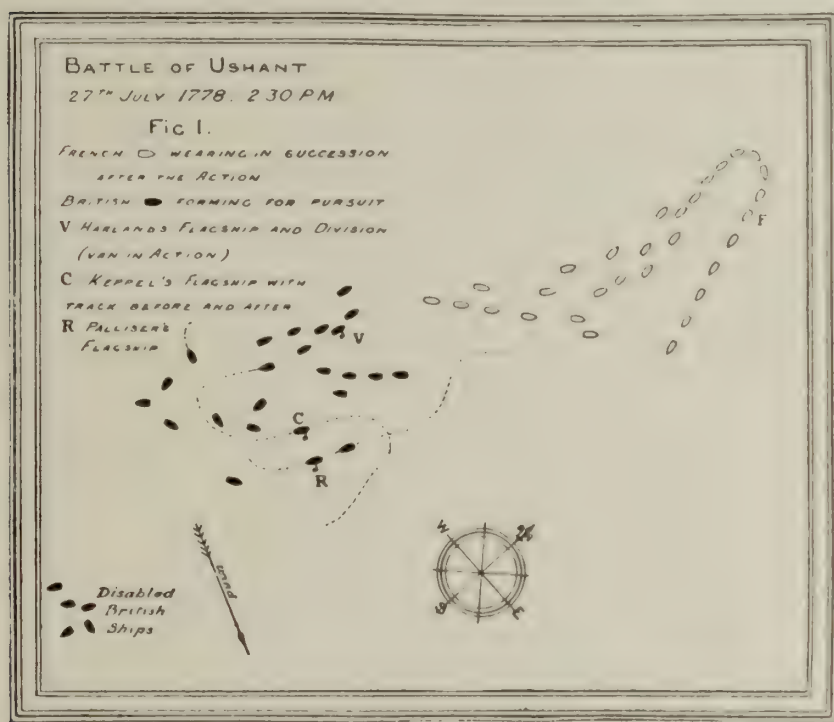 BATTLE OF USHANT
27TH JULY 1778. 2 30 PM
FIG 1.
FRENCH WEARING IN SUCCESSION
AFTER THE ACTION
BRITISH FORMING FOR PURSUIT
V HARLANDS FLAGSHIP AND DIVISION
(VAN IN ACTION)
C KEPPEL'S FLAGSHIP WITH
TRACK BEFORE AND AFTER
R PALLISER'S
FLAGSHIP
F
V
C
R
Wind
W
N
S
E
Disabled
British
Ships